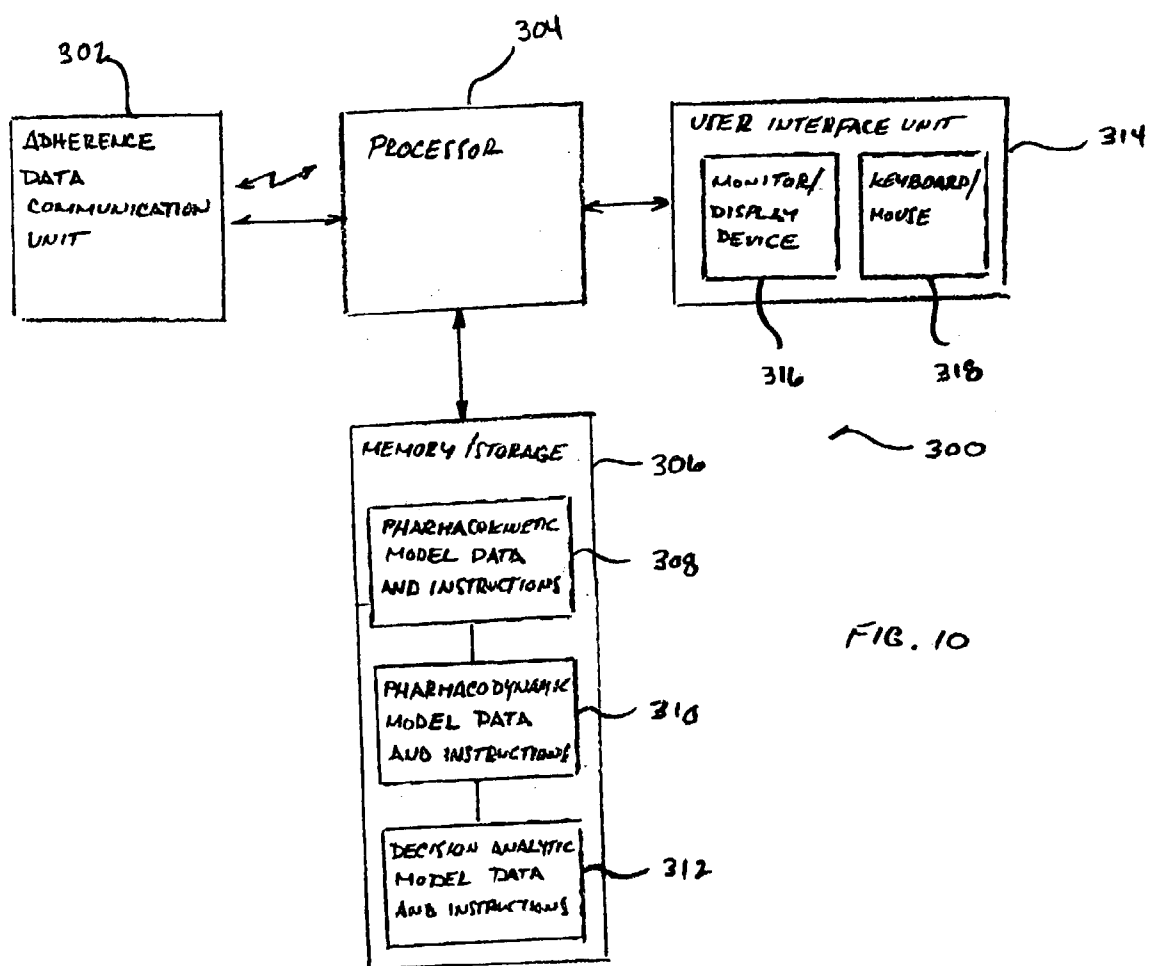 302
304
ADHERENCE
DATA
COMMUNICATION
UNIT
PROCESSOR
USER INTERFACE UNIT
314
MONITOR/
DISPLAY
DEVICE
KEYBOARD/
MOUSE
316
318
300
MEMORY/STORAGE
306
PHARMACOKINETIC
MODEL DATA
AND INSTRUCTIONS
308
PHARMACODYNAMIC
MODEL DATA
AND INSTRUCTIONS
310
DECISION ANALYTIC
MODEL DATA
AND INSTRUCTIONS
312
FIG. 10